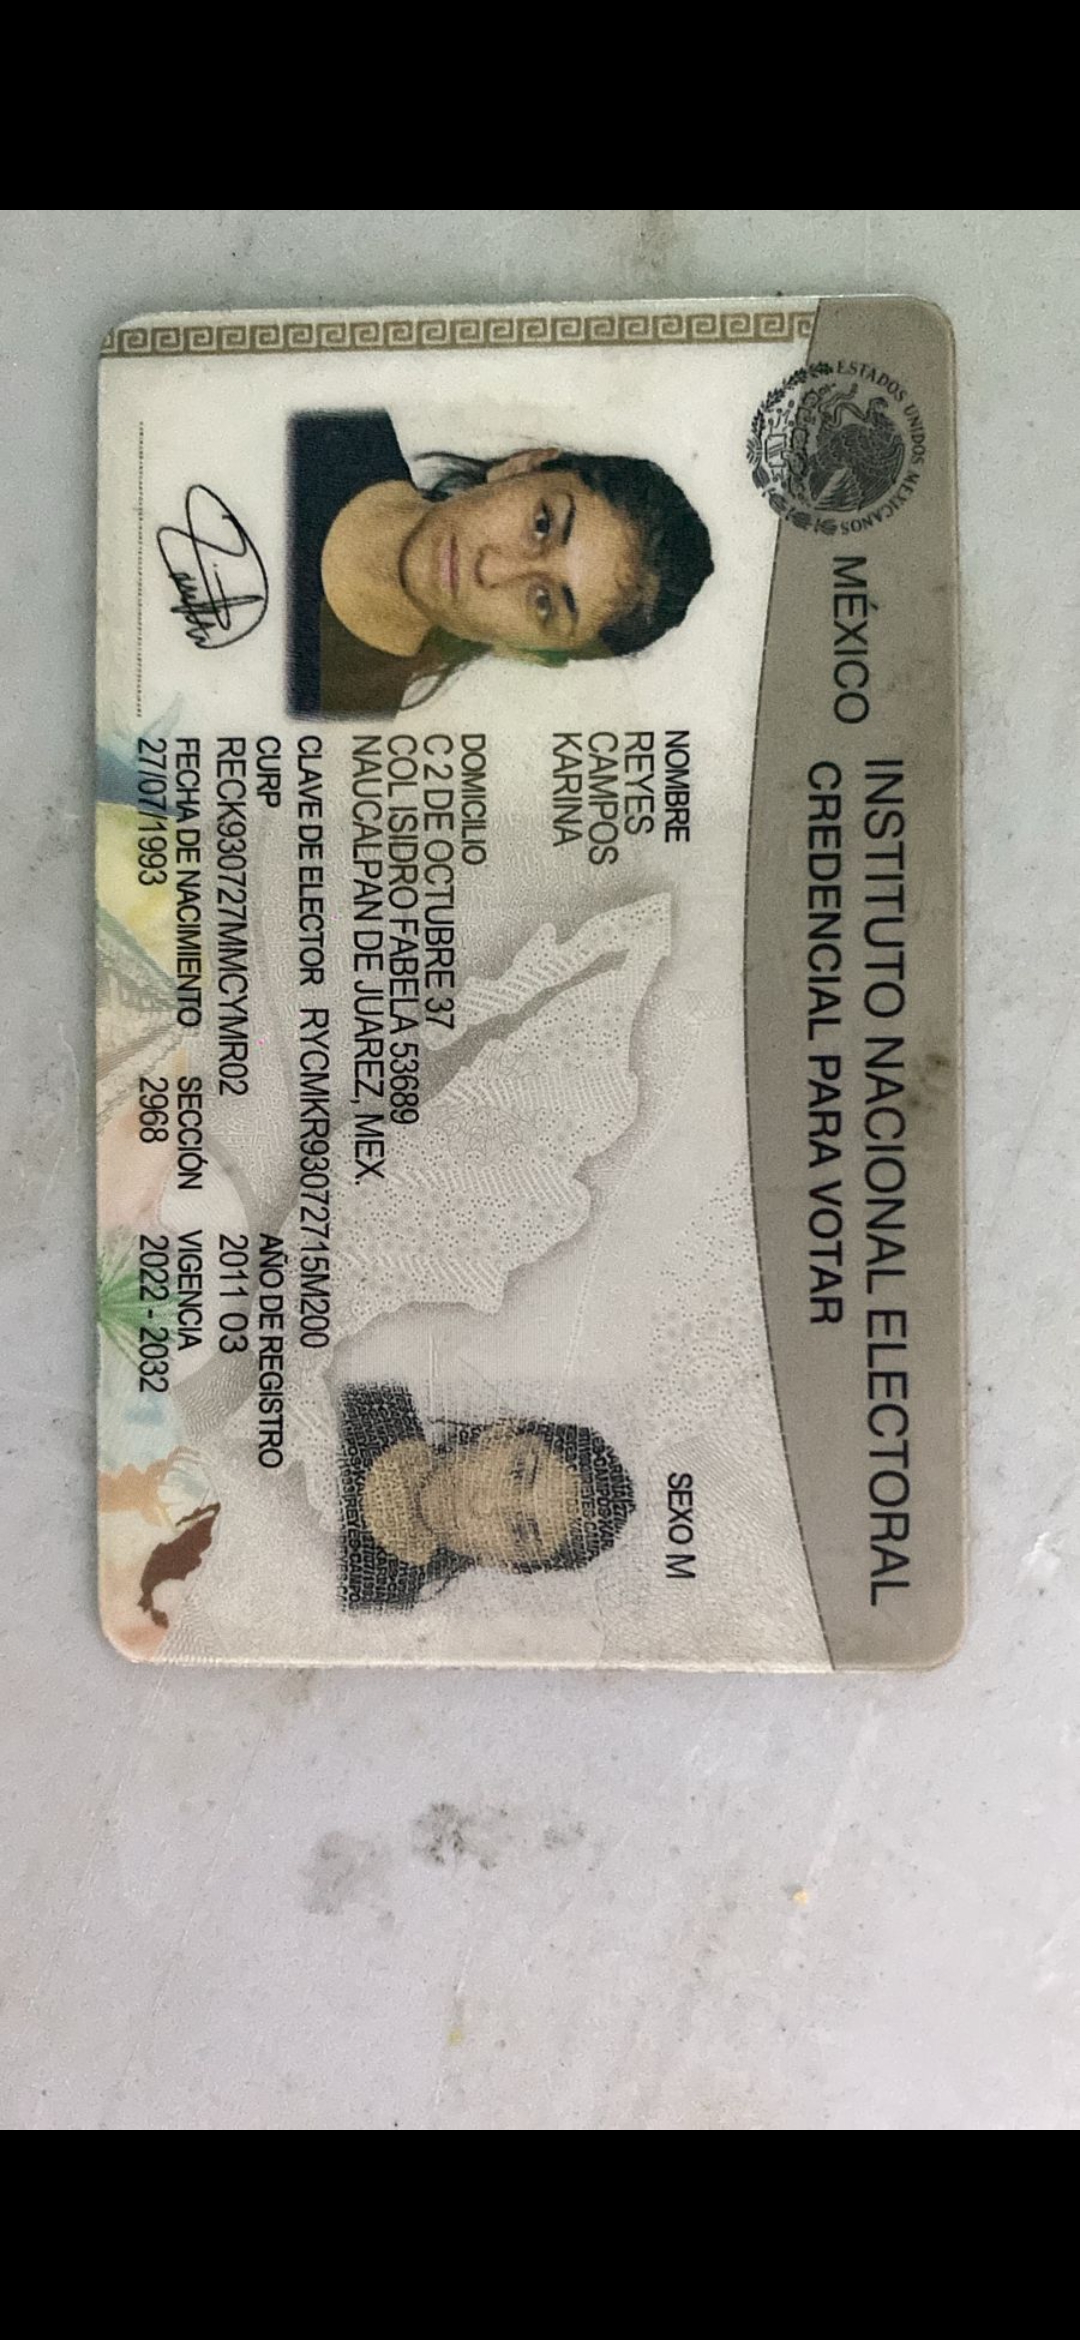 ESTADOS UNIDOS MEXICANOS
MÉXICO INSTITUTO NACIONAL ELECTORAL
CREDENCIAL PARA VOTAR
NOMBRE
REYES
CAMPOS
KARINA
SEXO M
DOMICILIO
C 2 DE OCTUBRE 37
COL ISIDRO FABELA 53689
NAUCALPAN DE JUAREZ, MEX.
CLAVE DE ELECTOR RYCMKR93072715M200
CURP
RECK930727MMCYMR02
AÑO DE REGISTRO
2011 03
FECHA DE NACIMIENTO
27/07/1993
SECCIÓN
2968
VIGENCIA
2022 - 2032